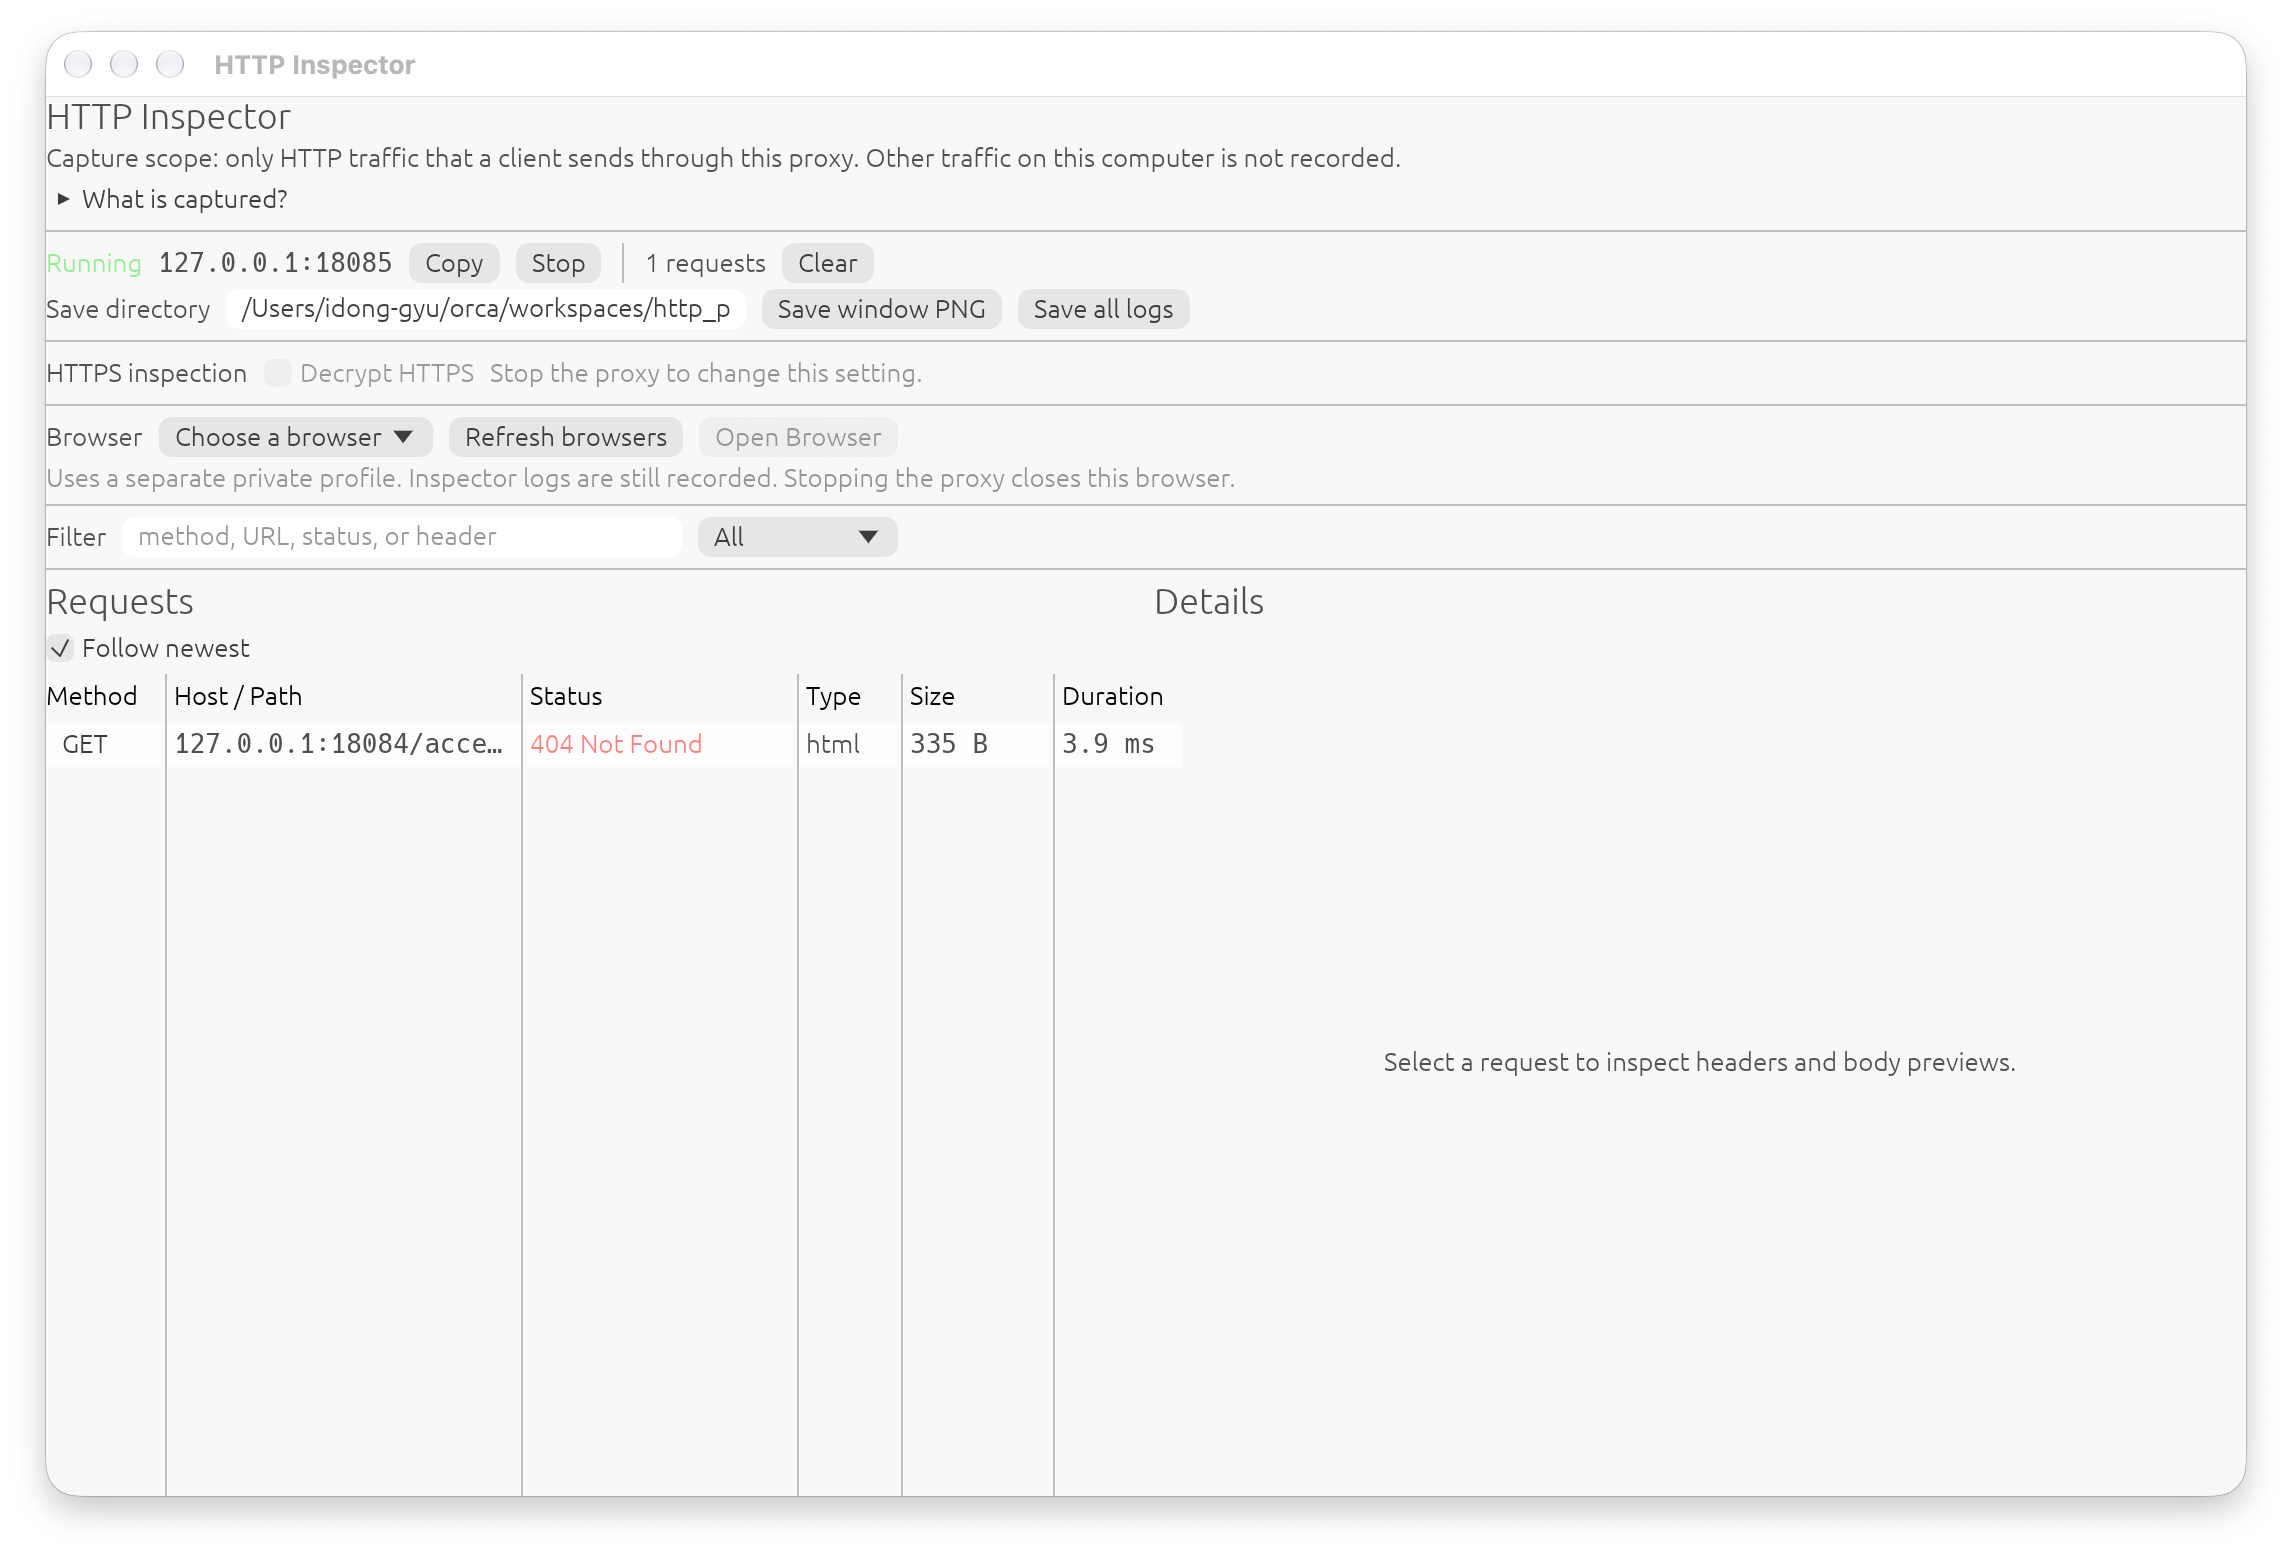 HTTP Inspector
HTTP Inspector
Capture scope: only HTTP traffic that a client sends through this proxy. Other traffic on this computer is not recorded.
What is captured?
Running 127.0.0.1:18085 Copy Stop 1 requests Clear
Save directory /Users/idong-gyu/orca/workspaces/http_p Save window PNG Save all logs
HTTPS inspection Decrypt HTTPS Stop the proxy to change this setting.
Browser Choose a browser Refresh browsers Open Browser
Uses a separate private profile. Inspector logs are still recorded. Stopping the proxy closes this browser.
Filter method, URL, status, or header All
Requests Details
Follow newest
Method Host / Path Status Type Size Duration
GET 127.0.0.1:18084/acce… 404 Not Found html 335 B 3.9 ms
Select a request to inspect headers and body previews.